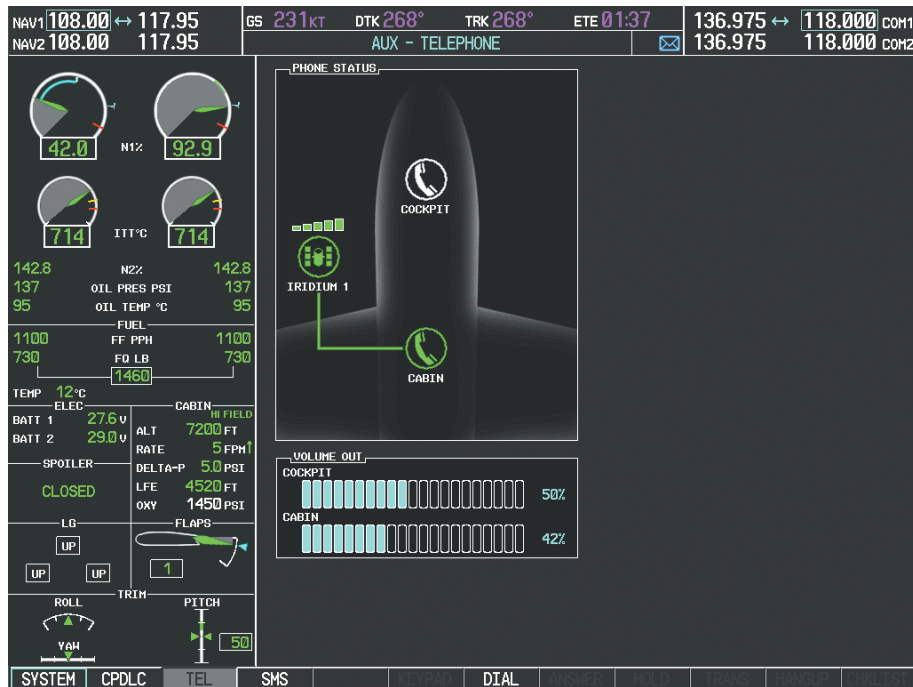 NAV1 108.00 ↔ 117.95 GS 231KT DTK 268° TRK 268° ETE 01:37 136.975 ↔ 118.000 COM1
NAV2 108.00 117.95 AUX - TELEPHONE 136.975 118.000 COM2
42.0 N1% 92.9
714 ITT°C 714
142.8 N2% 142.8
137 OIL PRES PSI 137
95 OIL TEMP °C 95
FUEL
1100 FF PPH 1100
730 FQ LB 730
1460
TEMP 12°C
ELEC
BATT 1 27.6 V
BATT 2 29.0 V
SPOILER
CLOSED
CABIN
HI FIELD
ALT 7200 FT
RATE 5 FPM↑
DELTA-P 5.0 PSI
LFE 4520 FT
OXY 1450 PSI
LG
UP
UP UP
FLAPS
1
TRIM
ROLL PITCH
YAW
50
PHONE STATUS
COCKPIT
IRIDIUM 1
CABIN
VOLUME OUT
COCKPIT
50%
CABIN
42%
SYSTEM CPDLC TEL SMS KEYPAD DIAL ANSWER HOLD TRANS HANGUP CHKLIST